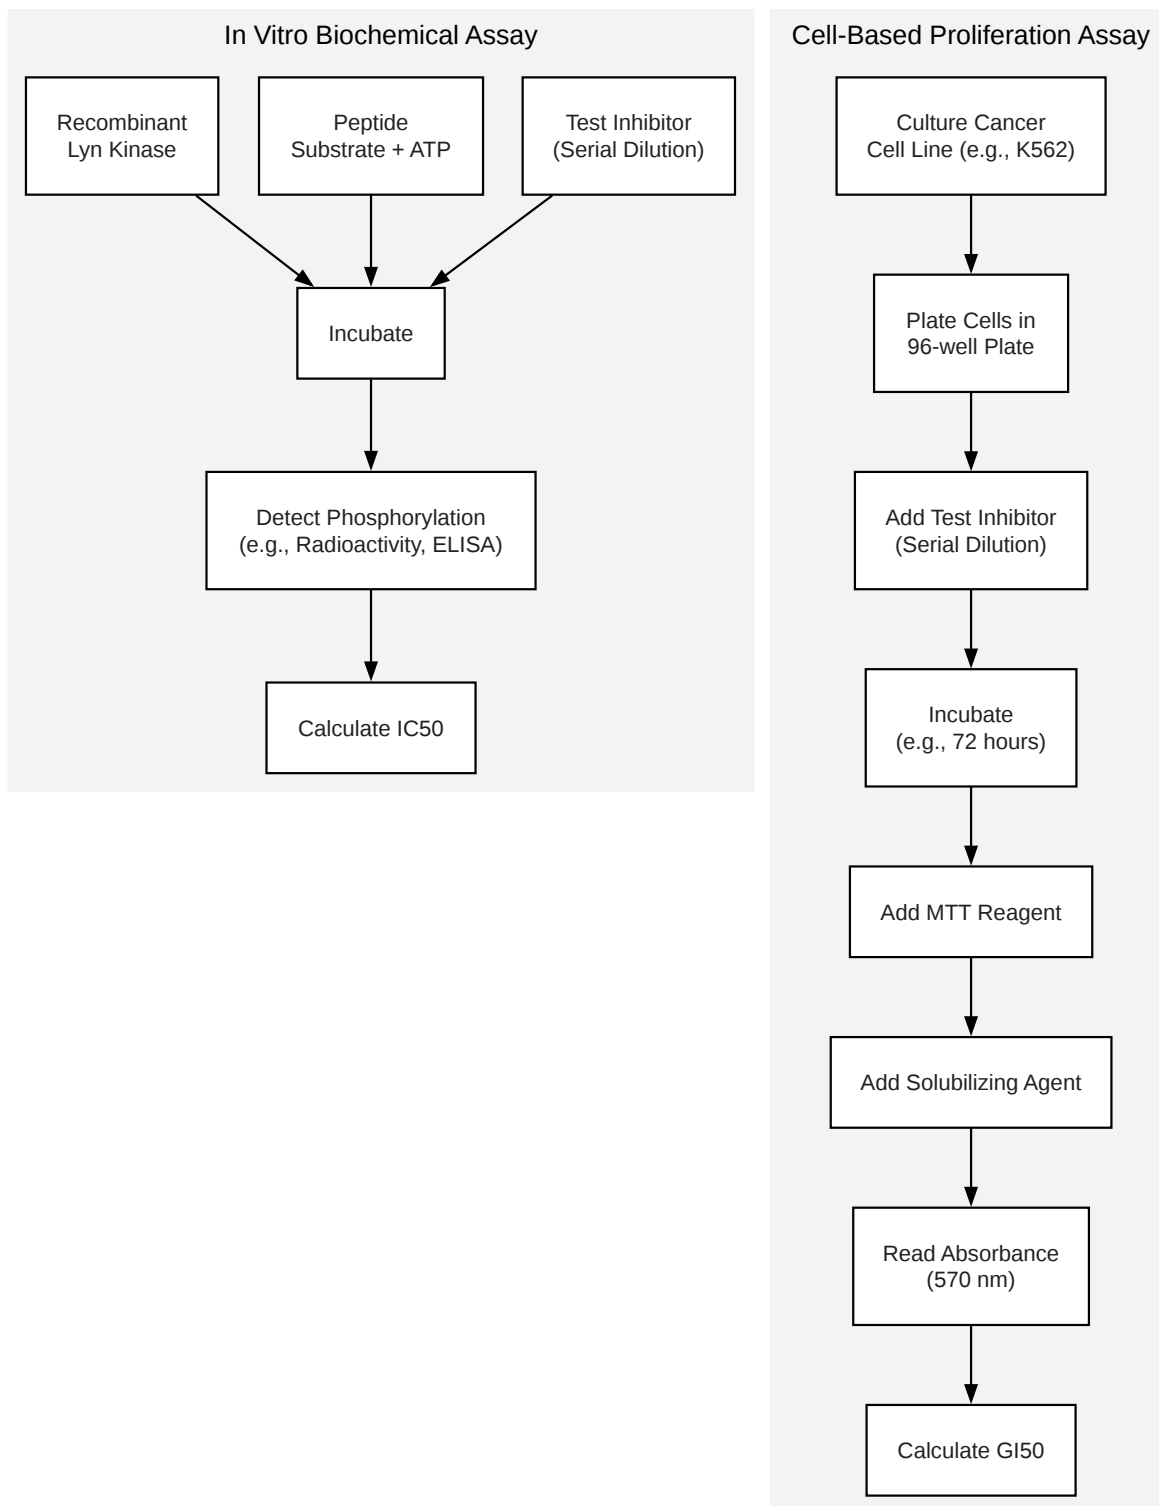 In Vitro Biochemical Assay
Recombinant
Lyn Kinase
Peptide
Substrate + ATP
Test Inhibitor
(Serial Dilution)
Incubate
Detect Phosphorylation
(e.g., Radioactivity, ELISA)
Calculate IC50
Cell-Based Proliferation Assay
Culture Cancer
Cell Line (e.g., K562)
Plate Cells in
96-well Plate
Add Test Inhibitor
(Serial Dilution)
Incubate
(e.g., 72 hours)
Add MTT Reagent
Add Solubilizing Agent
Read Absorbance
(570 nm)
Calculate GI50